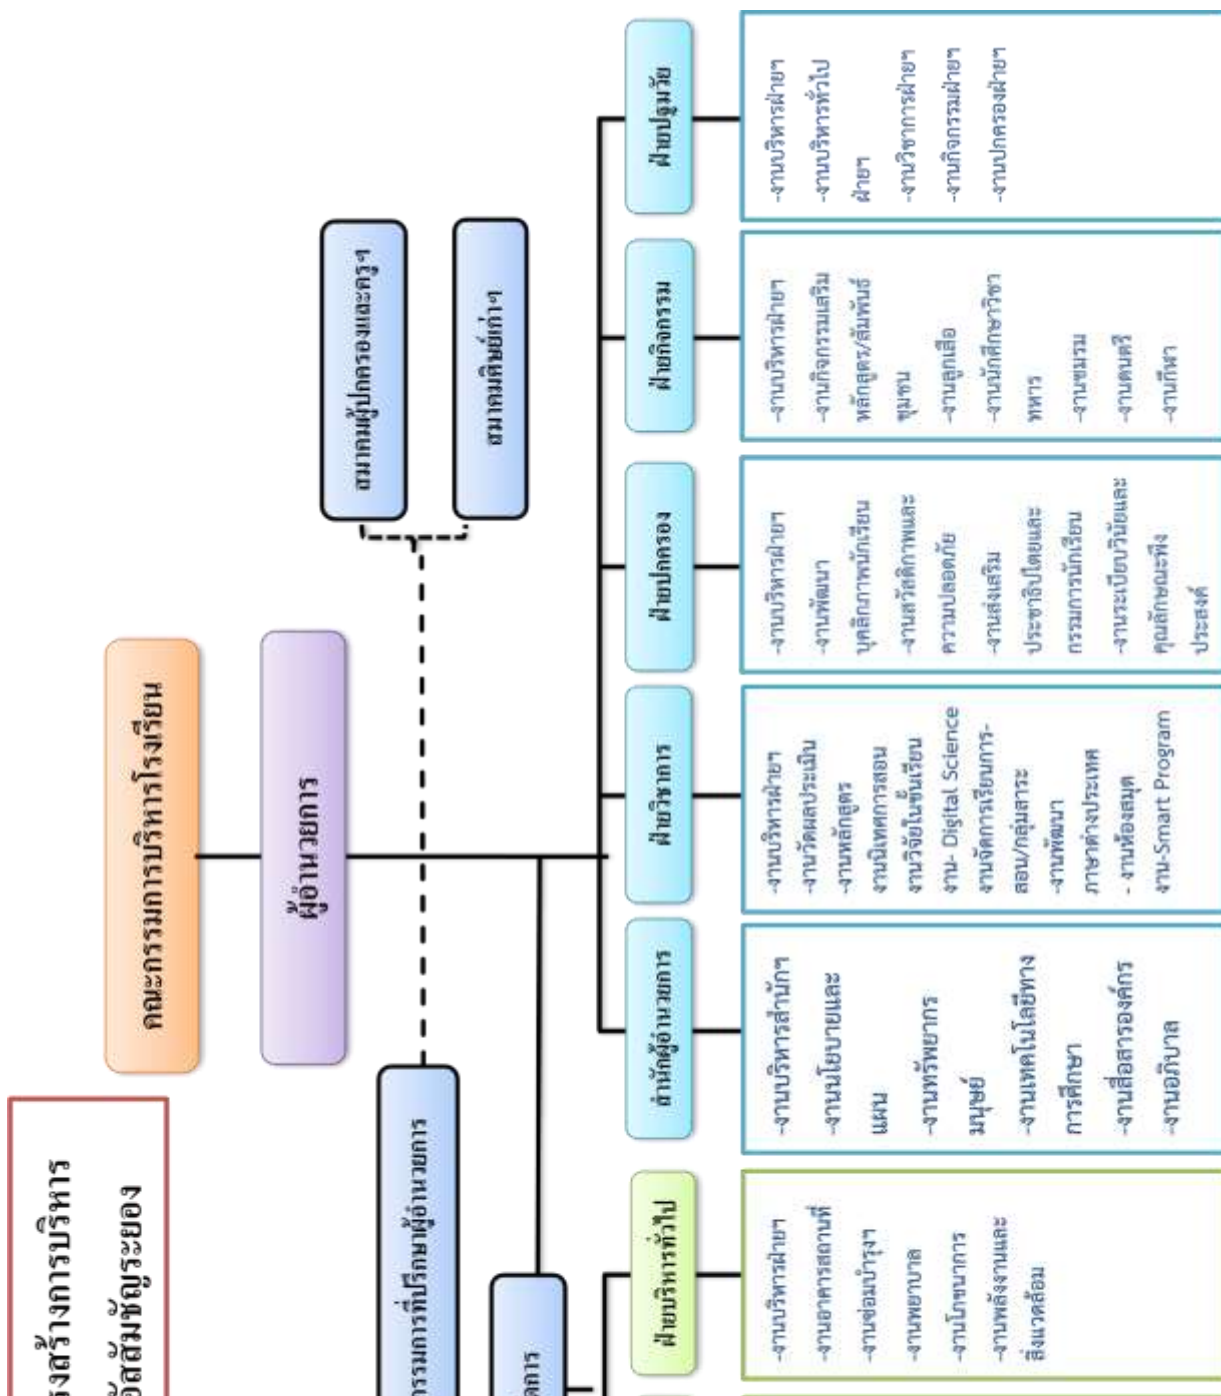 คณะกรรมการบริหารโรงเรียน
ผู้อำนวยการ
สมาคมผู้ปกครองและครูฯ
สมาคมศิษย์เก่าฯ
สร้างการบริหาร
สัมชัญระยอง
กรรมการที่ปรึกษาผู้อำนวยการ
ฝ่ายบริหารทั่วไป
-งานบริหารฝ่ายฯ
-งานอาคารสถานที่
-งานซ่อมบำรุงฯ
-งานพยาบาล
-งานโภชนาการ
-งานพลังงานและ
สิ่งแวดล้อม
สำนักผู้อำนวยการ
-งานบริหารสำนักฯ
-งานนโยบายและ
แผน
-งานทรัพยากร
มนุษย์
-งานเทคโนโลยีทาง
การศึกษา
-งานสื่อสารองค์กร
-งานอภิบาล
ฝ่ายวิชาการ
-งานบริหารฝ่ายฯ
-งานวัดผลประเมิน
-งานหลักสูตร
งานนิเทศการสอน
งานวิจัยในชั้นเรียน
งาน- Digital Science
งานจัดการเรียนการ-
สอน/กลุ่มสาระ
-งานพัฒนา
ภาษาต่างประเทศ
- งานห้องสมุด
งาน-Smart Program
ฝ่ายปกครอง
-งานบริหารฝ่ายฯ
-งานพัฒนา
บุคลิกภาพนักเรียน
-งานสวัสดิภาพและ
ความปลอดภัย
-งานส่งเสริม
ประชาธิปไตยและ
กรรมการนักเรียน
-งานระเบียบวินัยและ
คุณลักษณะพึง
ประสงค์
ฝ่ายกิจกรรม
-งานบริหารฝ่ายฯ
-งานกิจกรรมเสริม
หลักสูตร/สัมพันธ์
ชุมชน
-งานลูกเสือ
-งานนักศึกษาวิชา
ทหาร
-งานชมรม
-งานดนตรี
-งานกีฬา
ฝ่ายปฐมวัย
-งานบริหารฝ่ายฯ
-งานบริหารทั่วไป
ฝ่ายฯ
-งานวิชาการฝ่ายฯ
-งานกิจกรรมฝ่ายฯ
-งานปกครองฝ่ายฯ